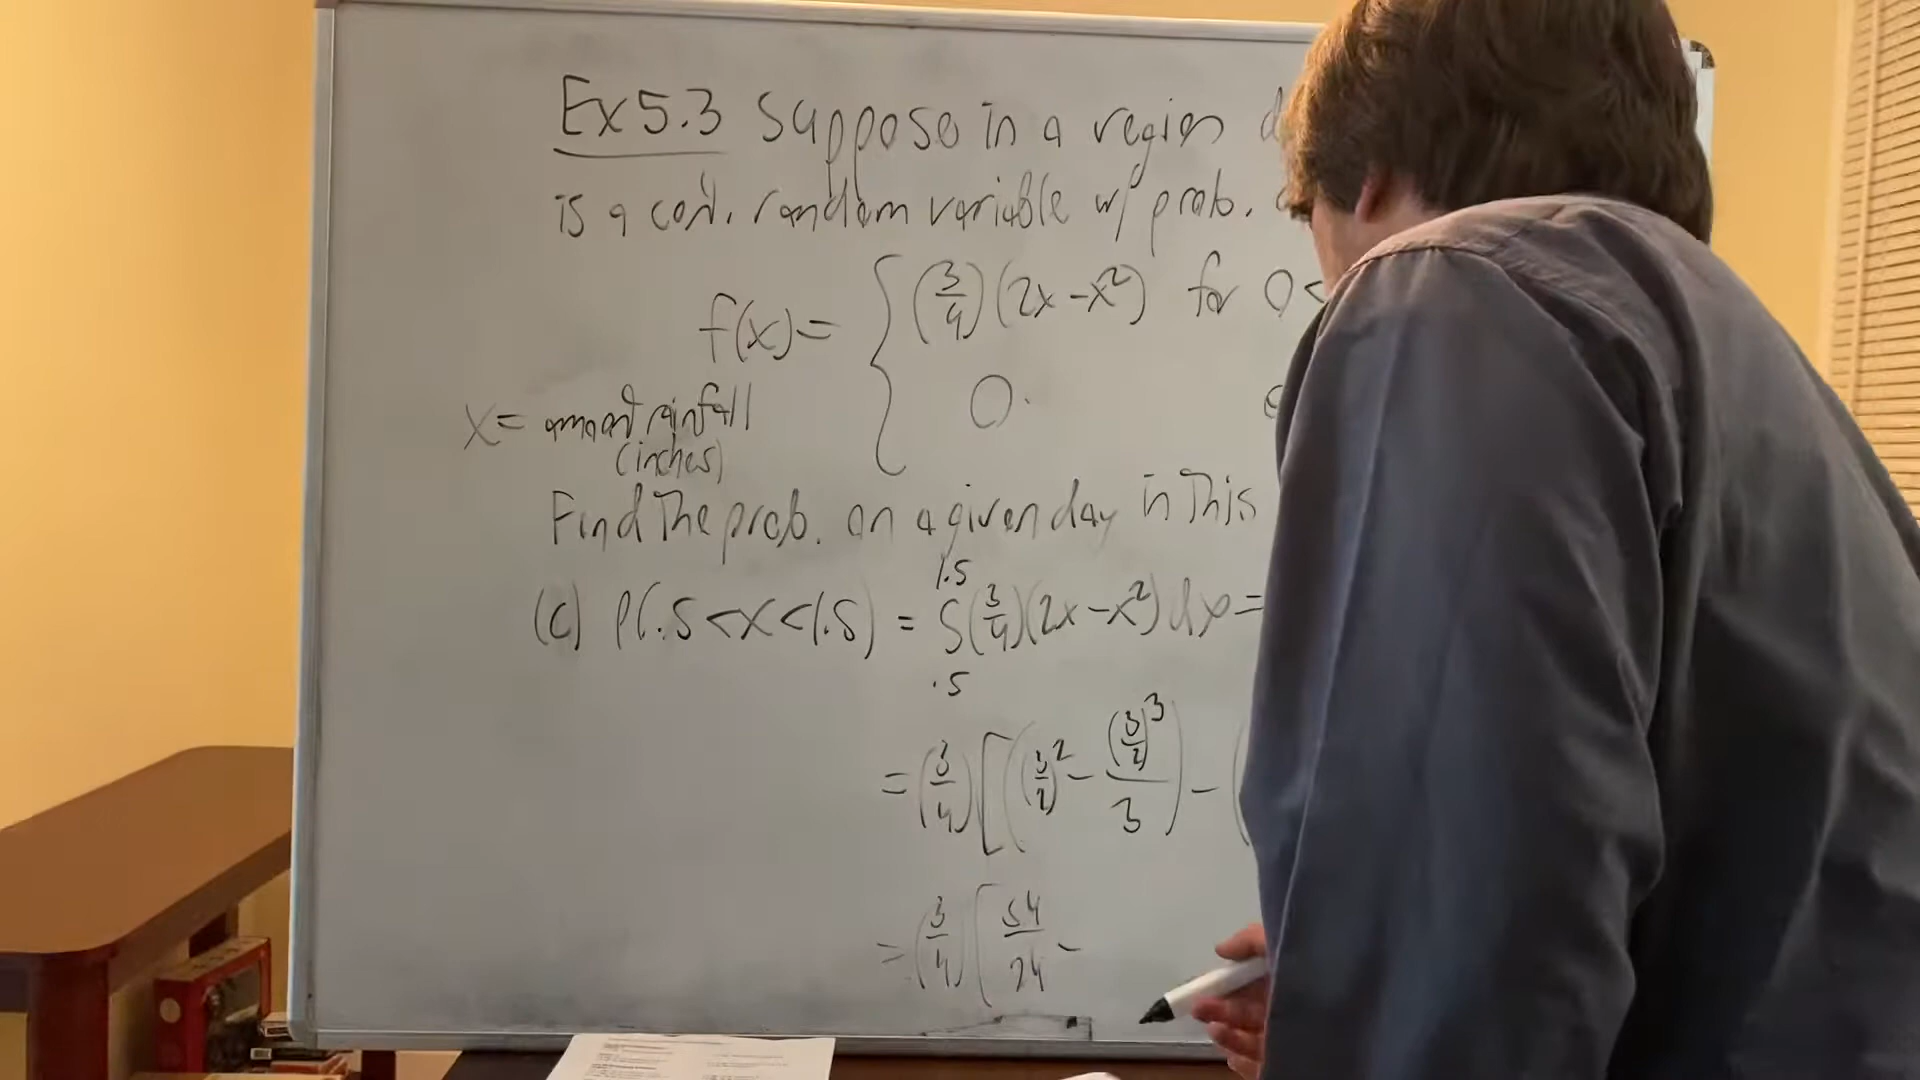 Ex 5.3 Suppose in a region d
is a cont. random variable w/ prob.
f(x) = { (3/4)(2x - x²) for 0 <
0.
x = amount rainfall
(inches)
Find the prob. on a given day in this
(c) P(.5 < x < 1.5) = ∫_{.5}^{1.5} (3/4)(2x - x²) dx =
= (3/4) [ ( (3/2)² - (3/2)³/3 ) - (
= (3/4) [ 54/24 -